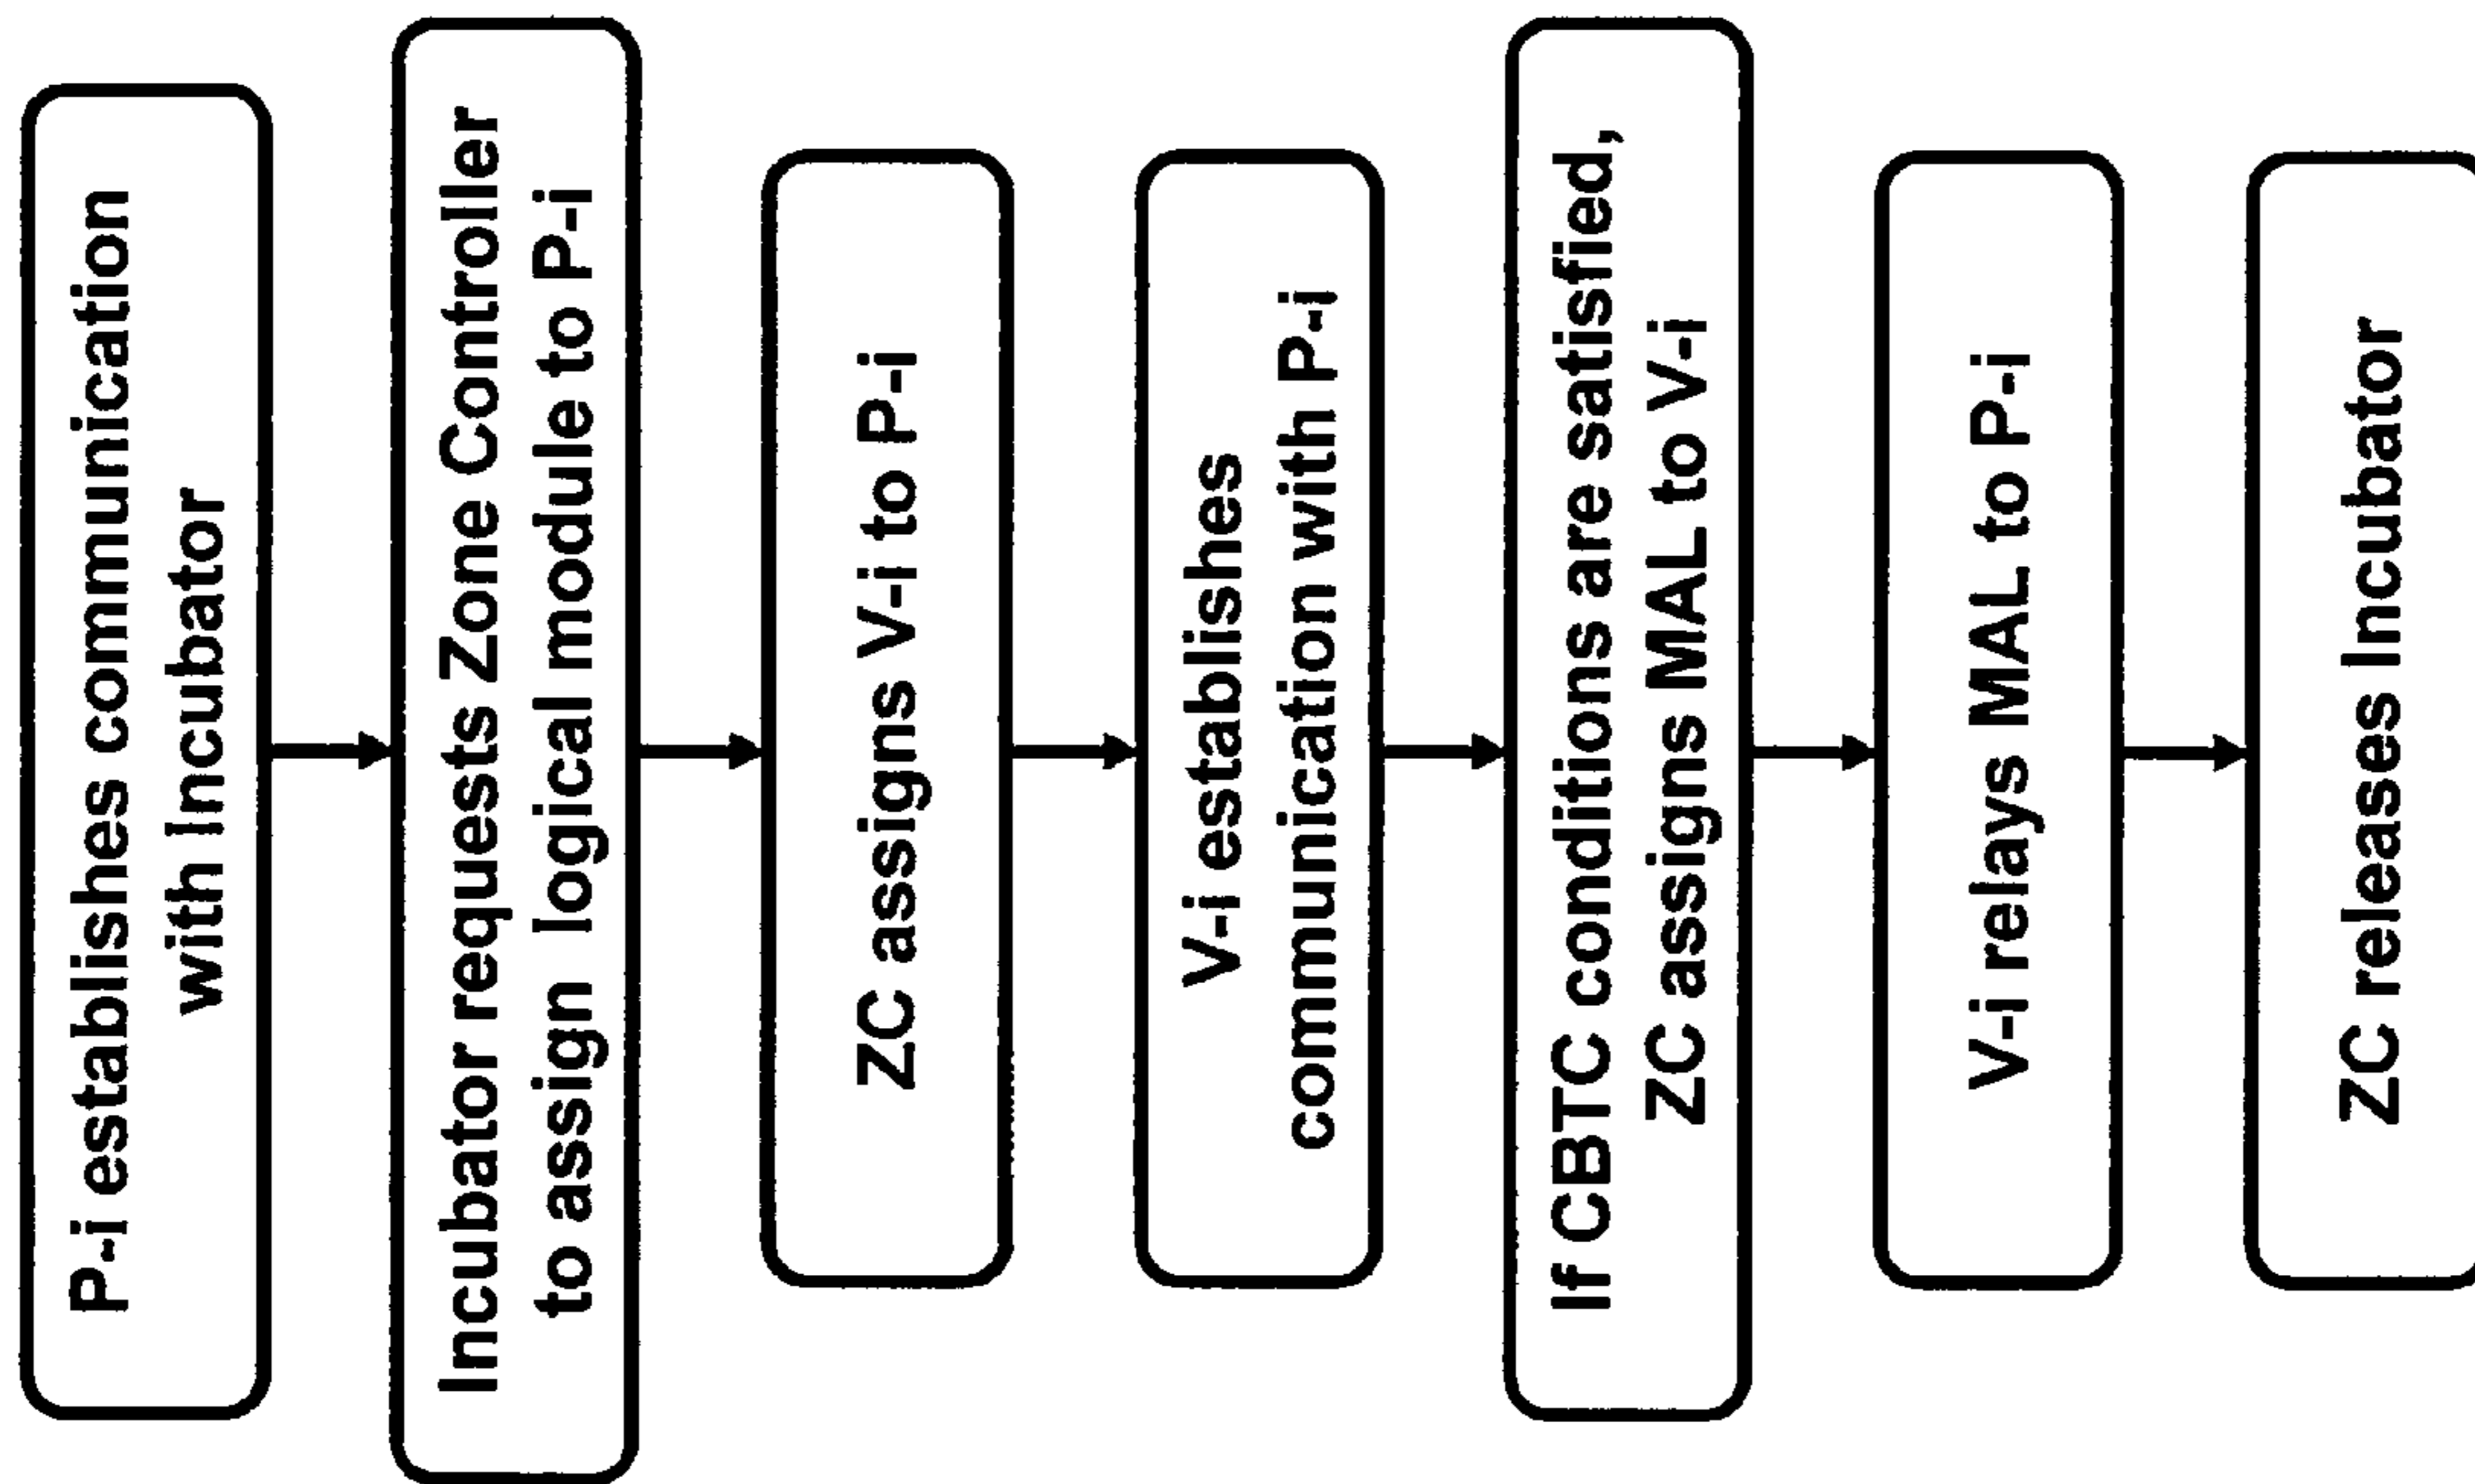 P-i establishes communication
with Incubator
Incubator requests Zone Controller
to assign logical module to P-i
ZC assigns V-i to P-i
V-i establishes
communication with P-i
If CBTC conditions are satisfied,
ZC assigns MAL to V-i
V-i relays MAL to P-i
ZC releases Incubator